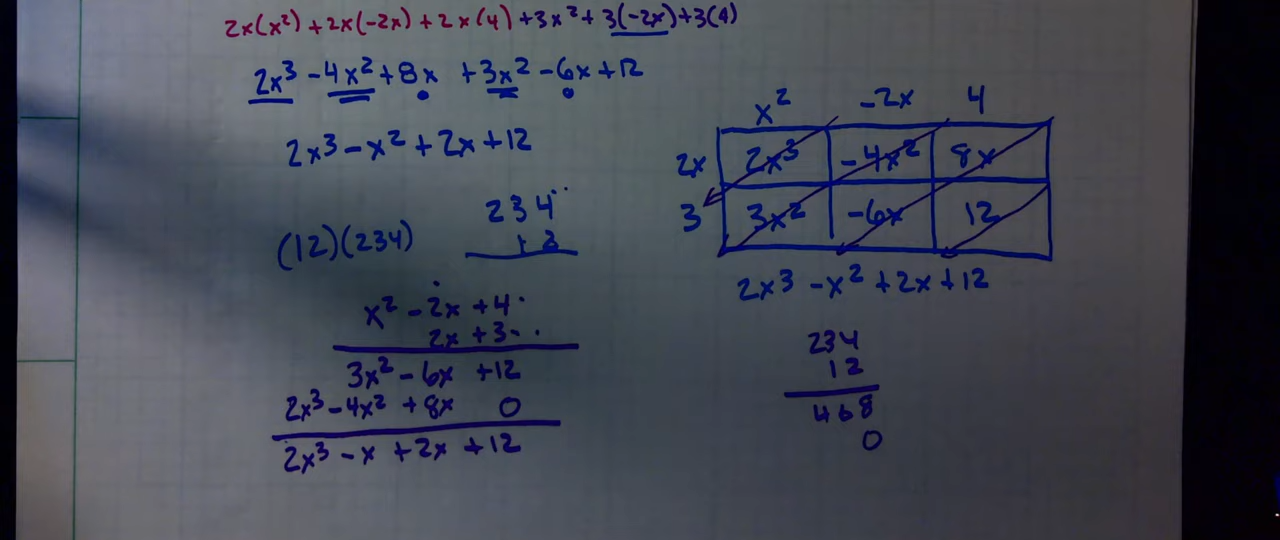 2x(x²) + 2x(-2x) + 2x(4) + 3x² + 3(-2x) + 3(4)
2x³ - 4x² + 8x + 3x² - 6x + 12
2x³ - x² + 2x + 12
(12)(234)
234
12
x² - 2x + 4
2x + 3
3x² - 6x + 12
2x³ - 4x² + 8x 0
2x³ - x + 2x + 12
x² -2x 4
2x 2x³ -4x² 8x
3 3x² -6x 12
2x³ - x² + 2x + 12
234
12
468
0